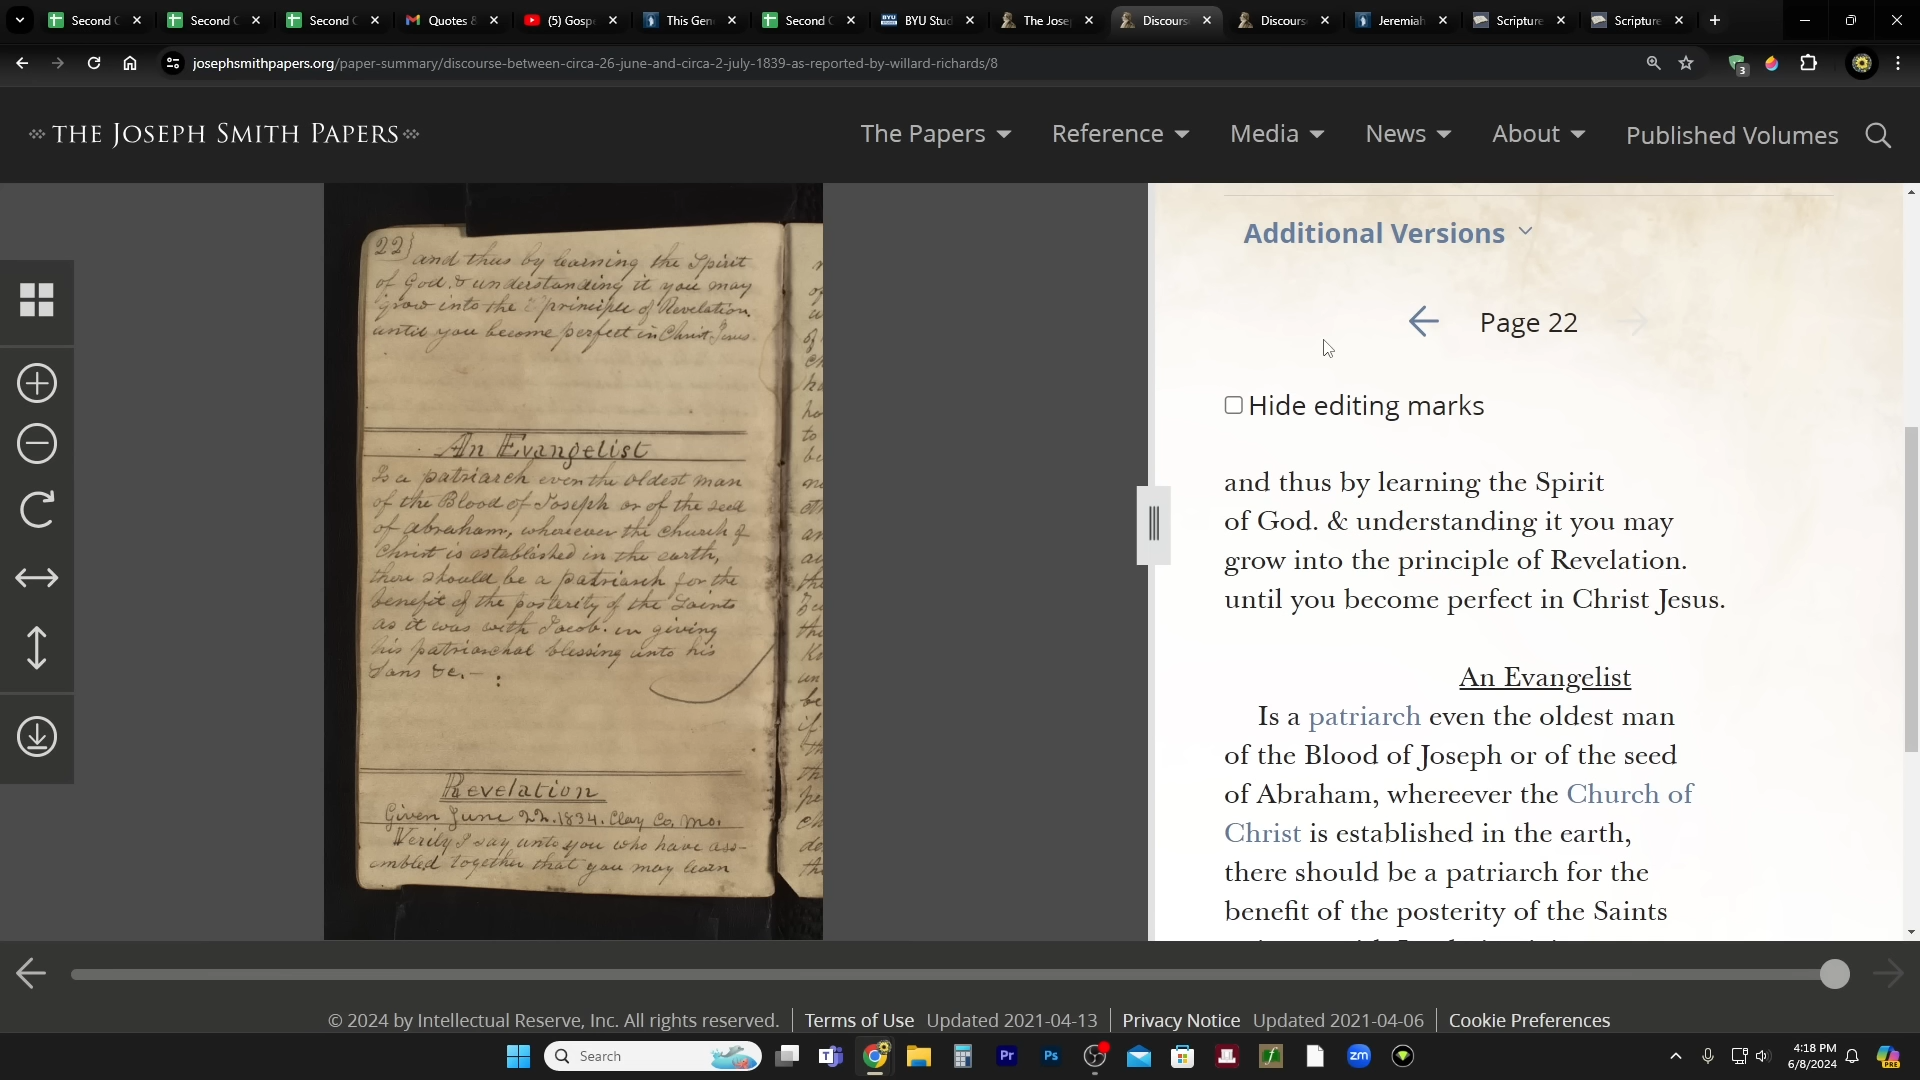 Second C
Second C
Second C
Quotes &
(5) Gospe
This Gen
Second C
BYU Stud
The Jose
Discours
Discours
Jeremiah
Scripture
Scripture
josephsmithpapers.org/paper-summary/discourse-between-circa-26-june-and-circa-2-july-1839-as-reported-by-willard-richards/8
3
THE JOSEPH SMITH PAPERS
The Papers
Reference
Media
News
About
Published Volumes
22}
and thus by learning the Spirit
of God. & understanding it you may
grow into the principle of Revelation.
until you become perfect in Christ Jesus.
An Evangelist
Is a patriarch even the oldest man
of the Blood of Joseph or of the seed
of Abraham, whereever the church of
Christ is established in the earth,
there should be a patriarch for the
benefit of the posterity of the Saints
as it was with Jacob. in giving
his patriarchal blessing unto his
Sons &c.-
Revelation
Given June 22. 1834. Clay Co. Mo.
Verily I say unto you who have ass-
embled together that you may learn
Additional Versions
Page 22
Hide editing marks
and thus by learning the Spirit
of God. & understanding it you may
grow into the principle of Revelation.
until you become perfect in Christ Jesus.
An Evangelist
Is a patriarch even the oldest man
of the Blood of Joseph or of the seed
of Abraham, whereever the Church of
Christ is established in the earth,
there should be a patriarch for the
benefit of the posterity of the Saints
© 2024 by Intellectual Reserve, Inc. All rights reserved.
Terms of Use Updated 2021-04-13
Privacy Notice Updated 2021-04-06
Cookie Preferences
Search
Pr
Ps
zm
4:18 PM
6/8/2024
PRE